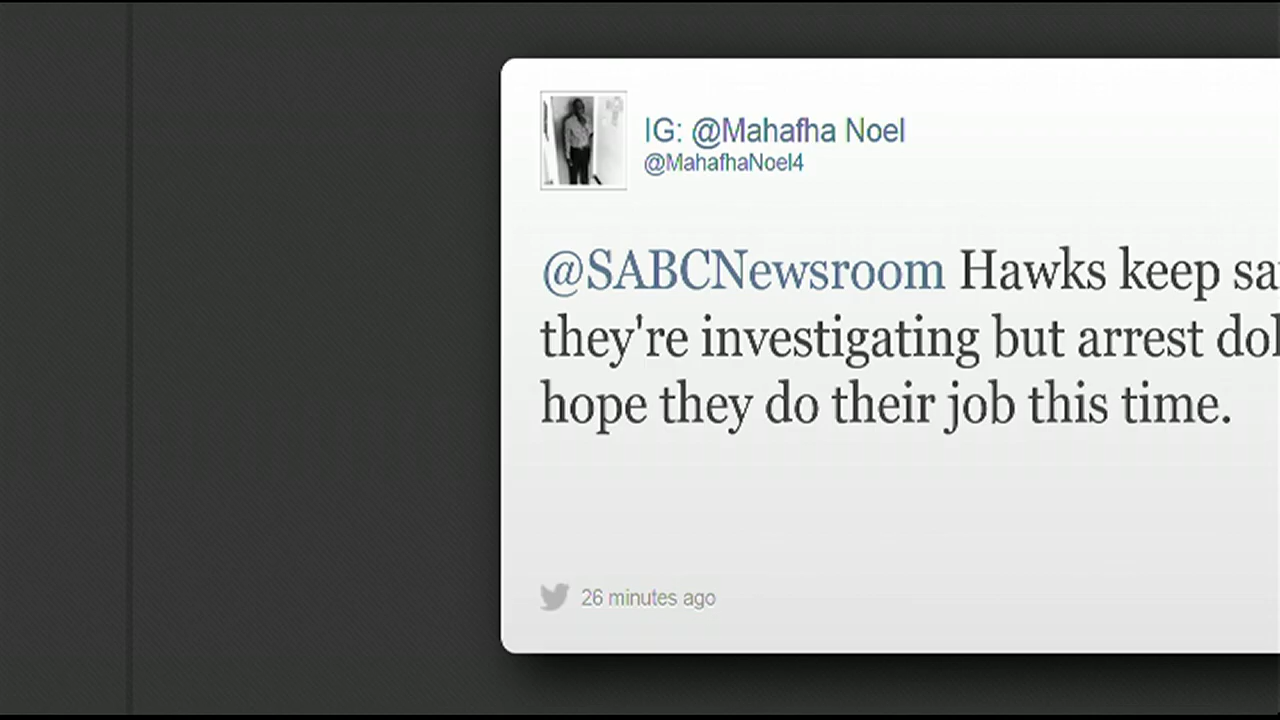 IG: @Mahafha Noel
@MahafhaNoel4
@SABCNewsroom Hawks keep
they're investigating but arrest
hope they do their job this time.
26 minutes ago